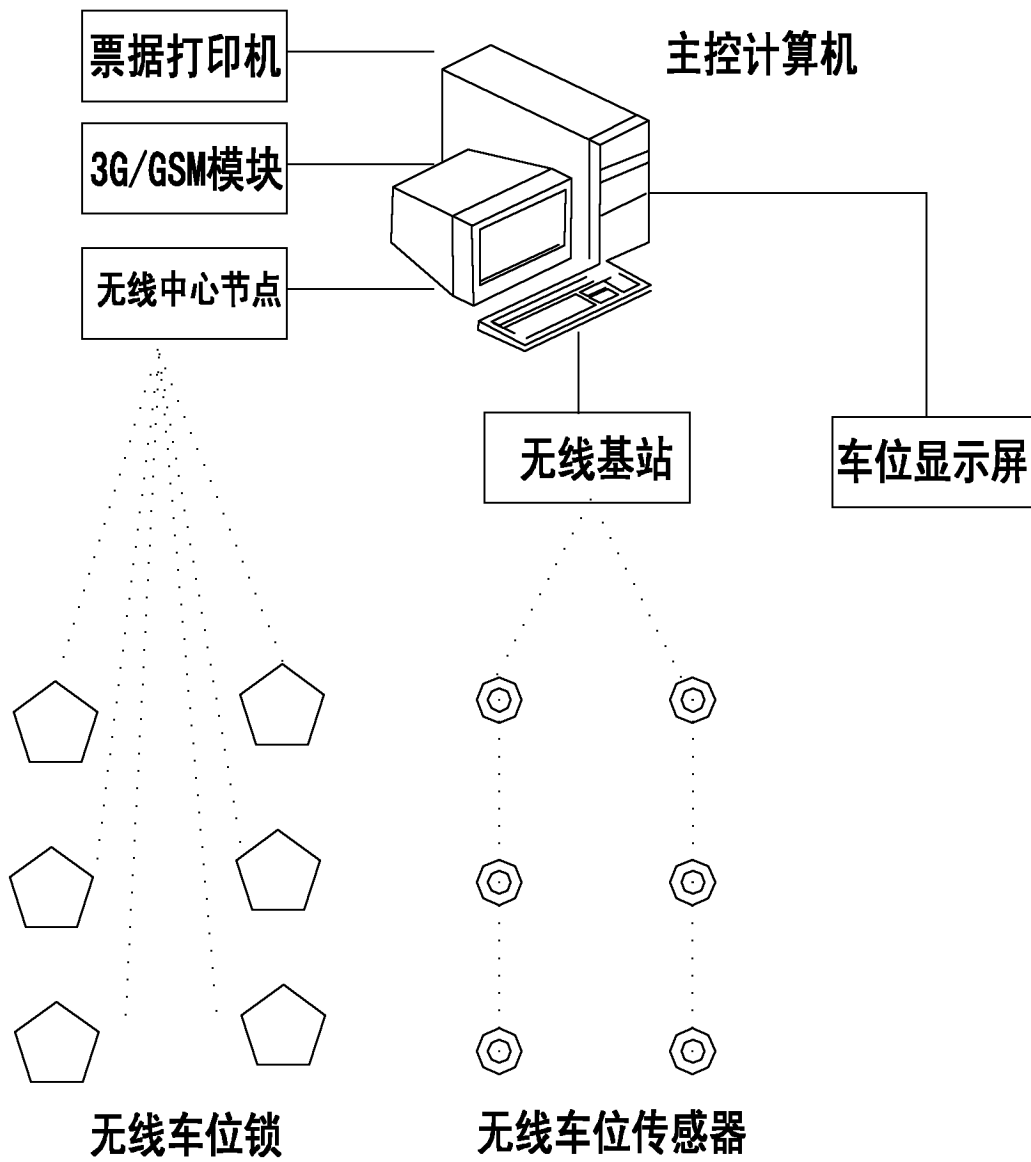 票据打印机
主控计算机
3G/GSM模块
无线中心节点
无线基站
车位显示屏
无线车位锁
无线车位传感器